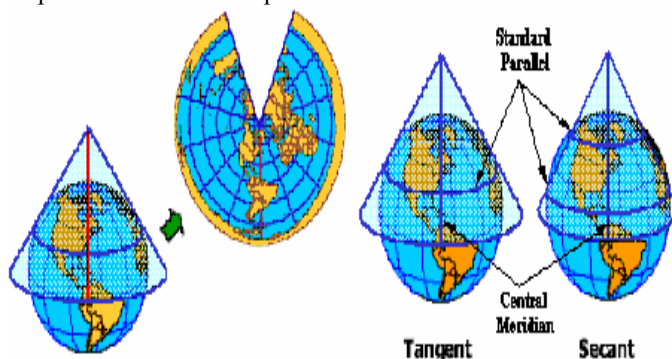 Standard
Parallel
Central
Meridian
Tangent
Secant